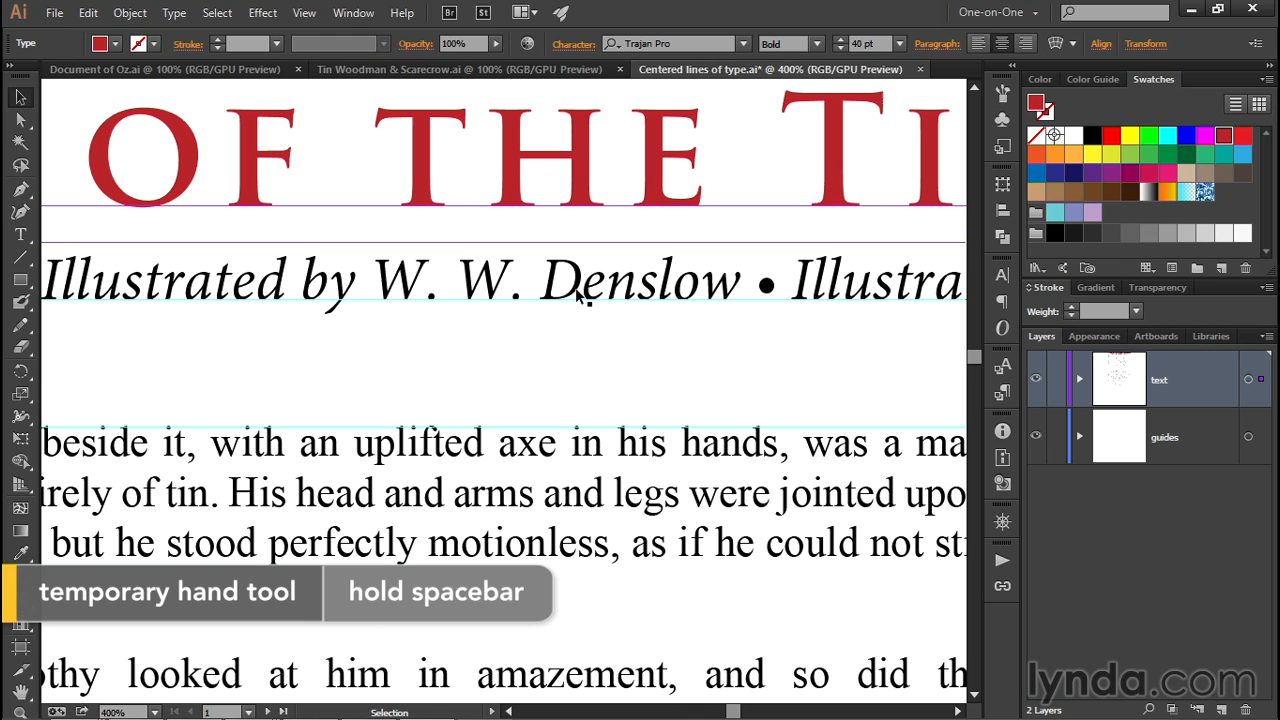 Ai File Edit Object Type Select Effect View Window Help Br St One-on-One
Type Stroke: Opacity: 100% Character: Trajan Pro Bold 40 pt Paragraph: Align Transform
Document of Oz.ai @ 100% (RGB/GPU Preview) × Tin Woodman & Scarecrow.ai @ 100% (RGB/GPU Preview) × Centered lines of type.ai* @ 400% (RGB/GPU Preview) ×
Color Color Guide Swatches
OF THE TI
Illustrated by W. W. Denslow • Illustra
Stroke Gradient Transparency
Weight:
Layers Appearance Artboards Libraries
text
guides
beside it, with an uplifted axe in his hands, was a ma
irely of tin. His head and arms and legs were jointed upo
but he stood perfectly motionless, as if he could not sti
temporary hand tool hold spacebar
othy looked at him in amazement, and so did th
lynda.com
400% 1 Selection 2 Layers